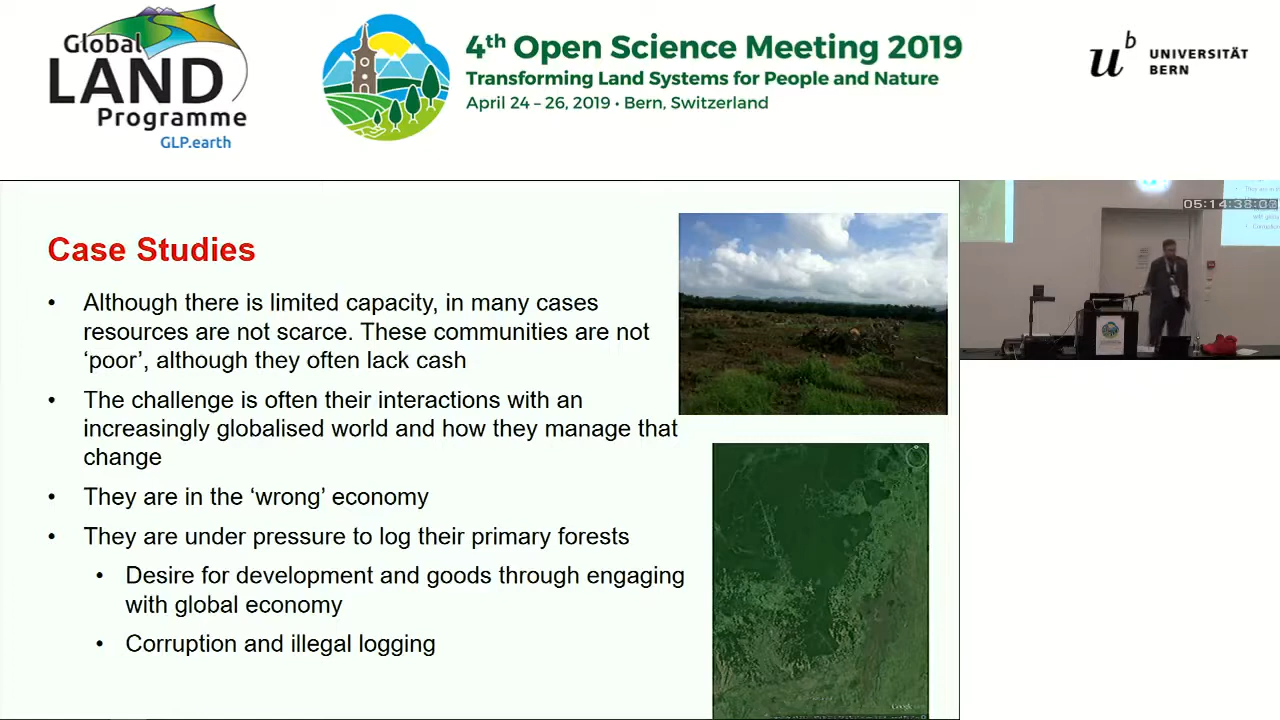 Global
LAND
Programme
GLP.earth
4th Open Science Meeting 2019
Transforming Land Systems for People and Nature
April 24 – 26, 2019 • Bern, Switzerland
u b
UNIVERSITÄT
BERN
Case Studies
• Although there is limited capacity, in many cases
resources are not scarce. These communities are not
‘poor’, although they often lack cash
• The challenge is often their interactions with an
increasingly globalised world and how they manage that
change
• They are in the ‘wrong’ economy
• They are under pressure to log their primary forests
• Desire for development and goods through engaging
with global economy
• Corruption and illegal logging
05:14:38:02